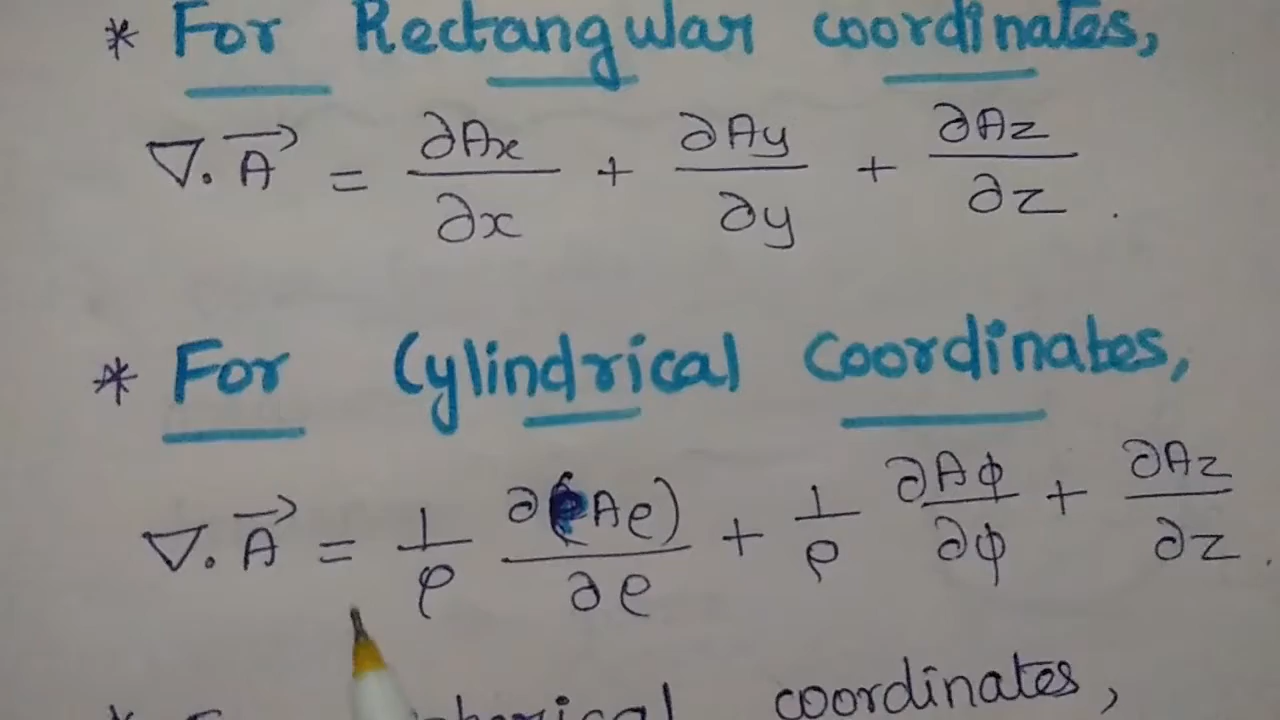 * For Rectangular coordinates,
∇. A⃗ = ∂Ax/∂x + ∂Ay/∂y + ∂Az/∂z .
* For Cylindrical Coordinates,
∇. A⃗ = 1/ρ ∂(ρAρ)/∂ρ + 1/ρ ∂Aϕ/∂ϕ + ∂Az/∂z .
* coordinates,